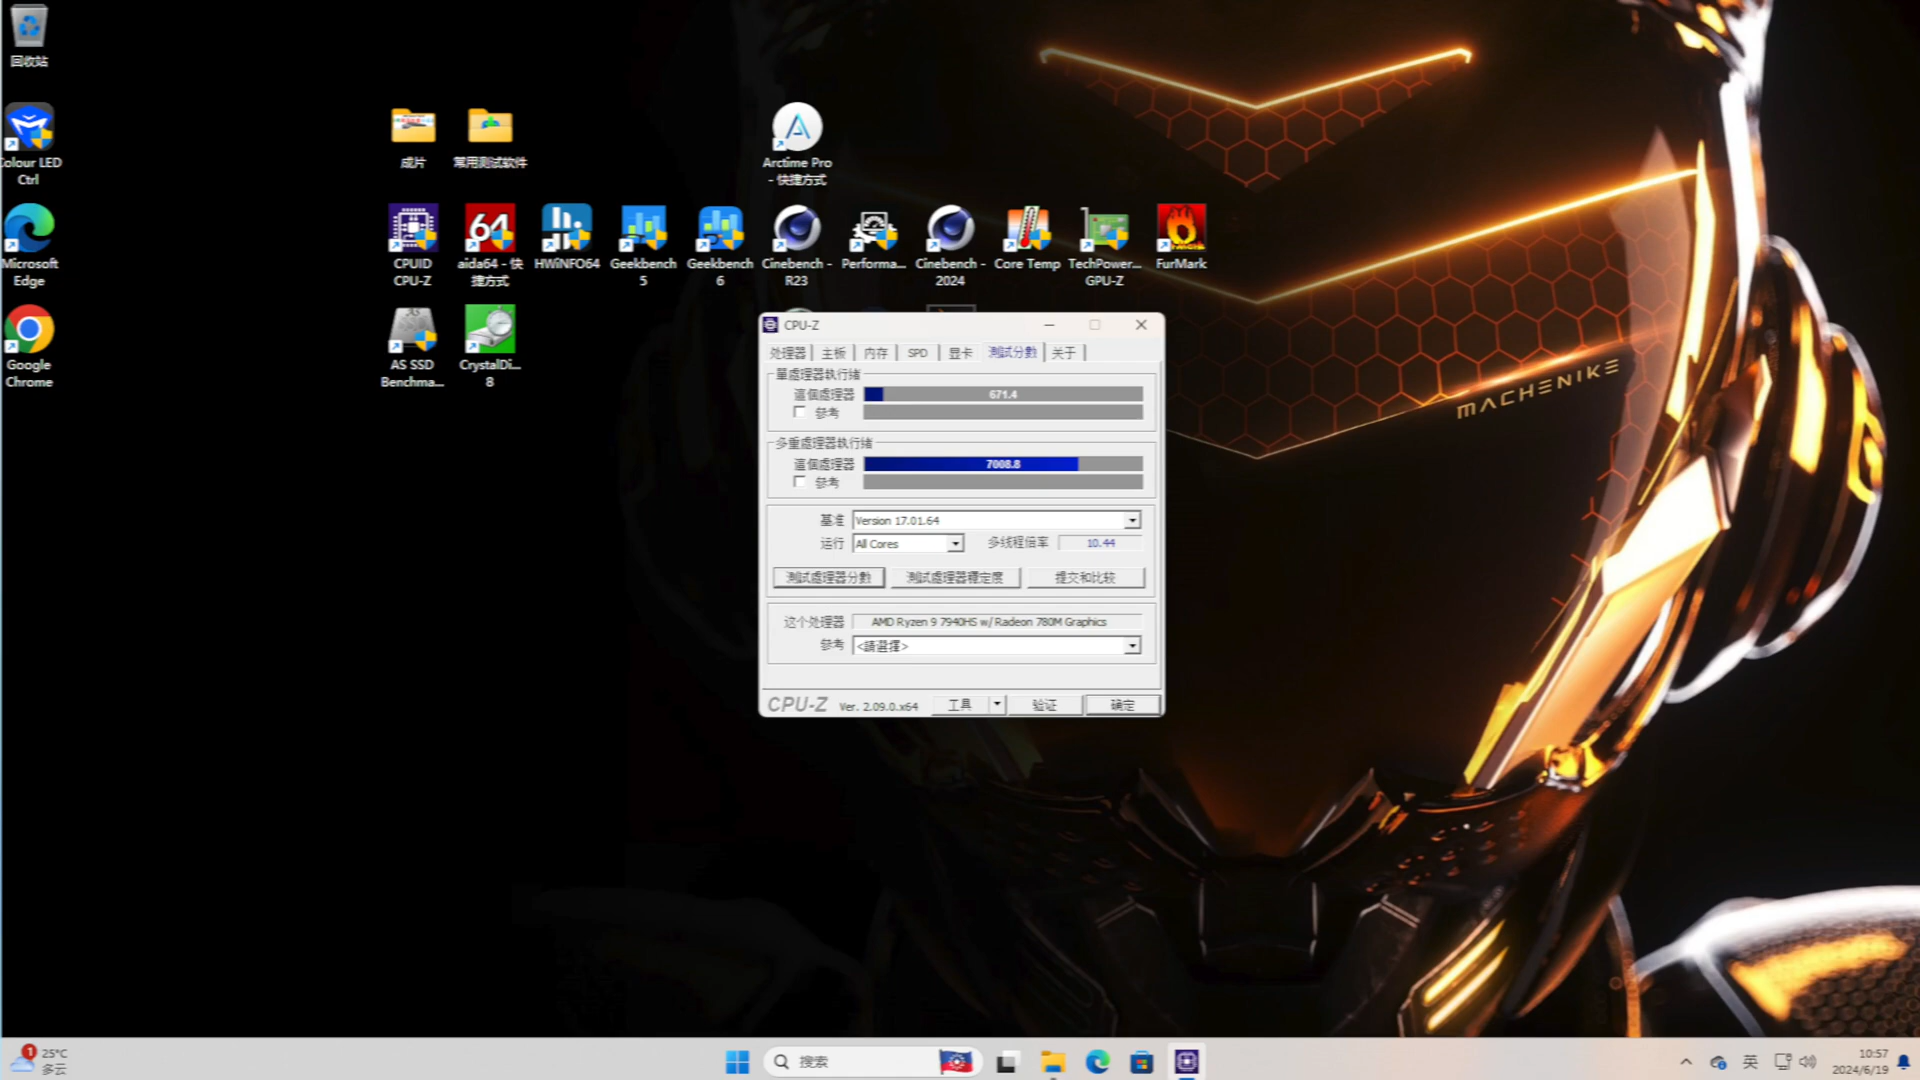 回收站
Colour LED
Ctrl
成片
常用测试软件
Arctime Pro
- 快捷方式
Microsoft
Edge
CPUID
CPU-Z
aida64 - 快
捷方式
HWiNFO64
Geekbench
5
Geekbench
6
Cinebench -
R23
Performa...
Cinebench -
2024
Core Temp
TechPower...
GPU-Z
FurMark
Google
Chrome
AS SSD
Benchma...
CrystalDi...
8
MACHENIKE
CPU-Z
处理器 主板 内存 SPD 显卡 測試分數 关于
單處理器執行緒
這個處理器 671.4
參考
多重處理器執行緒
這個處理器 7008.8
參考
基准 Version 17.01.64
运行 All Cores 多线程倍率 10.44
測試處理器分數 測試處理器穩定度 提交和比较
这个处理器 AMD Ryzen 9 7940HS w/ Radeon 780M Graphics
參考 <請選擇>
CPU-Z Ver. 2.09.0.x64 工具 验证 确定
1 25°C
多云
搜索
英
10:57
2024/6/19